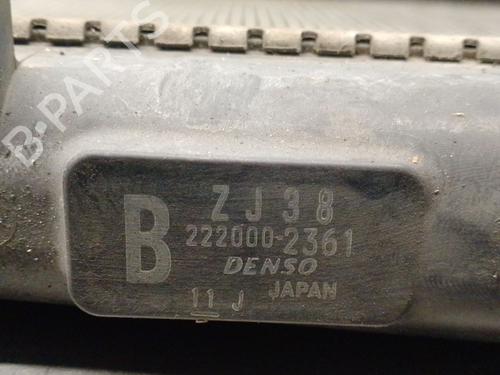 B-PARTS
ZJ38
B
222000-2361
DENSO
11 J JAPAN